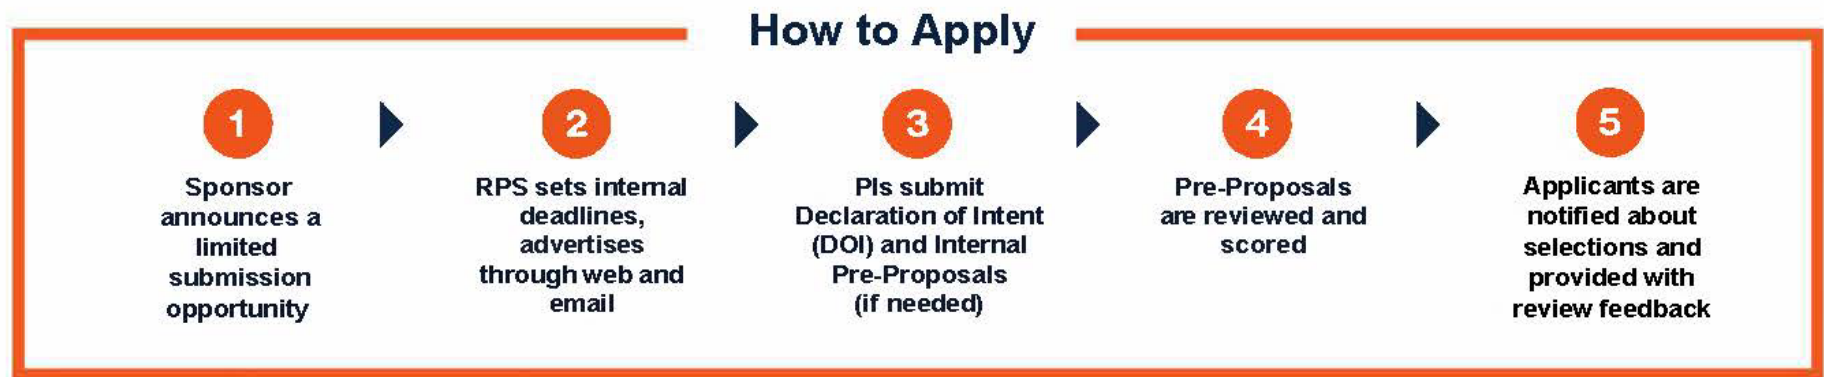 How to Apply
1
Sponsor
announces a
limited
submission
opportunity
2
RPS sets internal
deadlines,
advertises
through web and
email
3
PIs submit
Declaration of Intent
(DOI) and Internal
Pre-Proposals
(if needed)
4
Pre-Proposals
are reviewed and
scored
5
Applicants are
notified about
selections and
provided with
review feedback